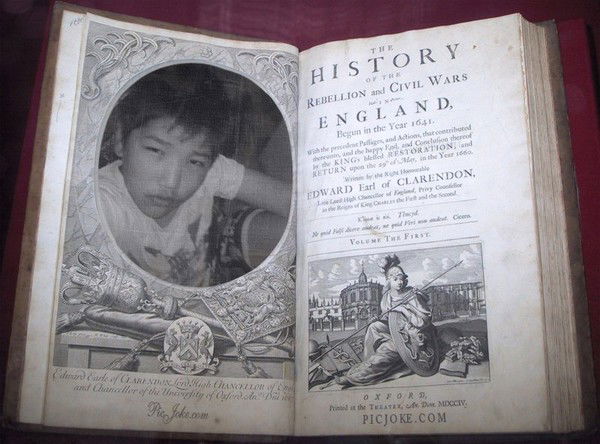 Edward Earle of CLARENDON, Lord High CHANCELLOR of
and Chancellor of the University of Oxford. An.º
PicJoke.com
THE
HISTORY
OF THE
REBELLION and CIVIL WARS
IN
ENGLAND,
Begun in the Year 1641.
With the precedent Passages, and Actions, that contributed
thereunto, and the happy End, and Conclusion thereof
by the KING's blessed RESTORATION, and
RETURN upon the 29th of May, in the Year 1660.
Written by the Right Honourable
EDWARD Earl of CLARENDON,
Late Lord High Chancellor of England, Privy Counsellor
in the Reigns of King CHARLES the First and the Second.
Thucyd.
Ne quid Falsi dicere audeat, ne quid Veri non audeat. Cicero.
VOLUME THE FIRST.
OXFORD,
Printed at the THEATER, An. Dom. MDCCIV.
PICJOKE.COM